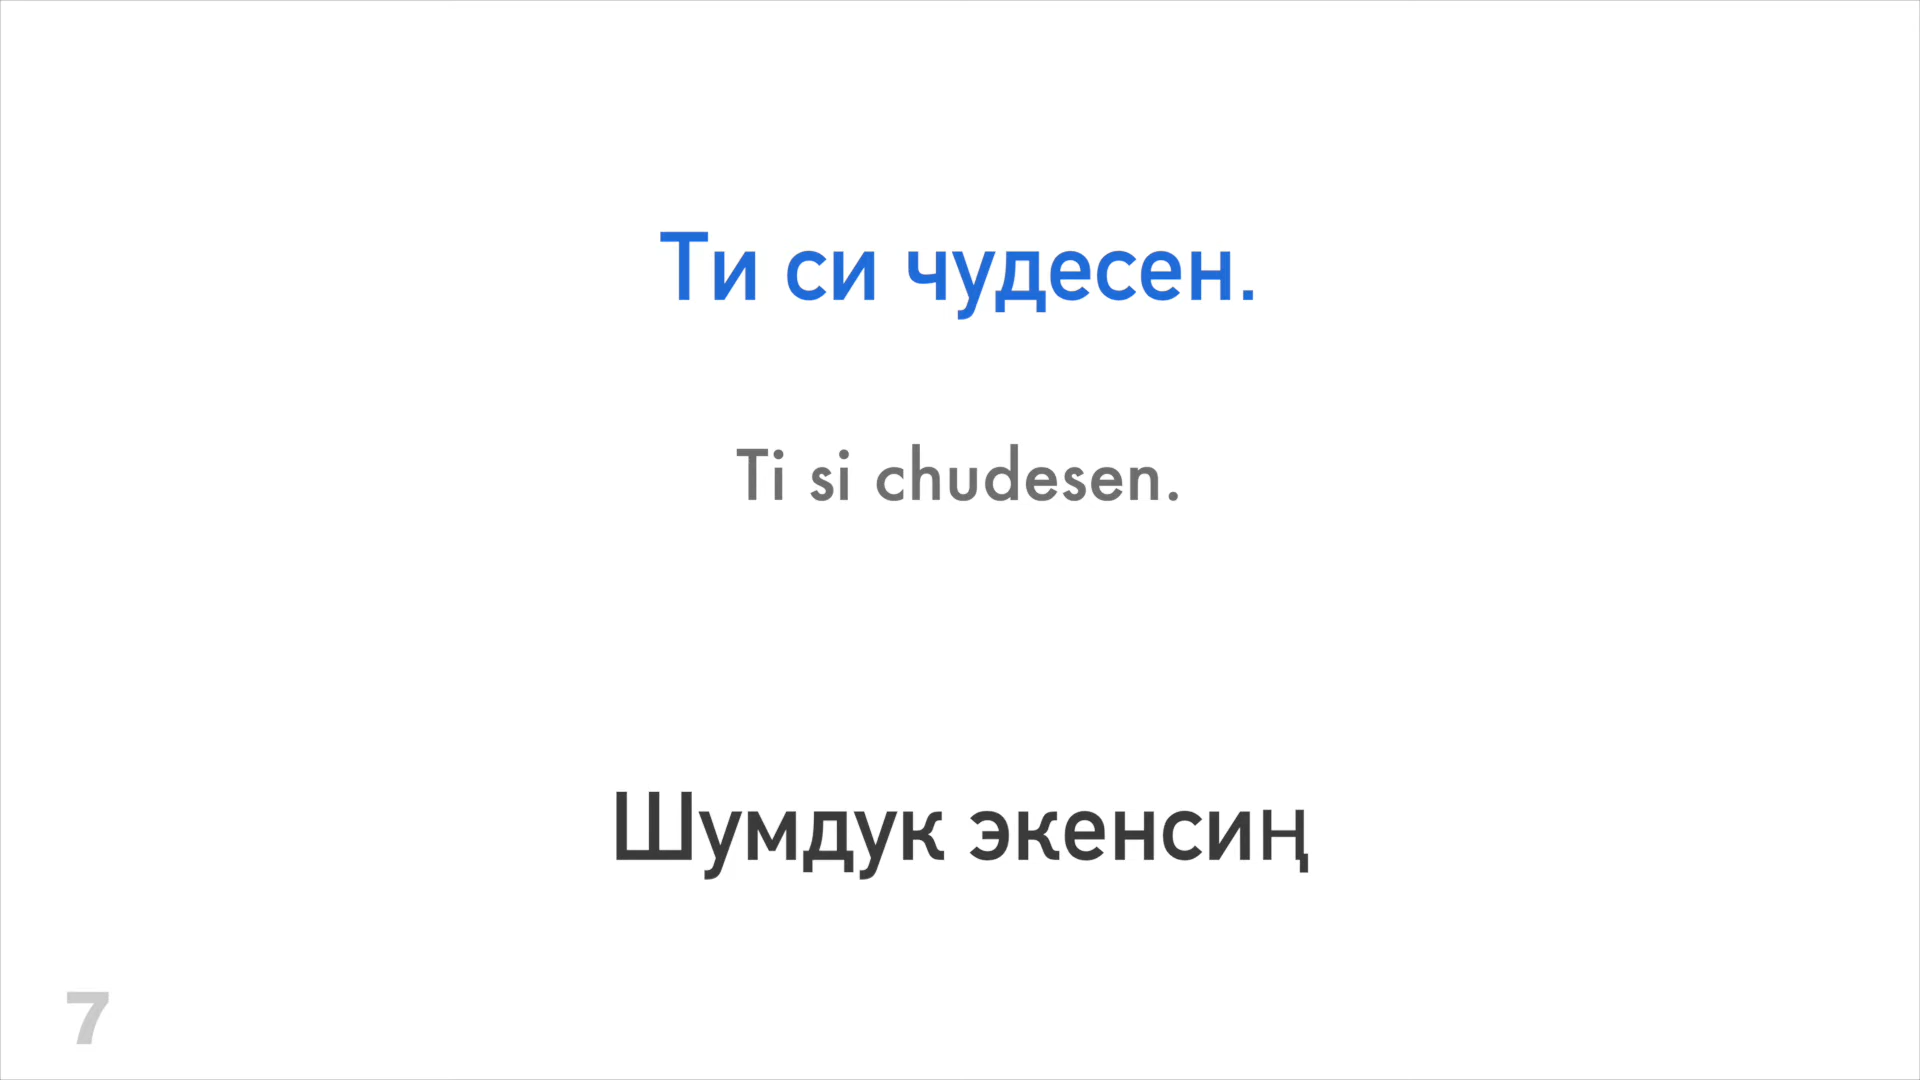 Ти си чудесен.
Ti si chudesen.
Шумдук экенсиң
7